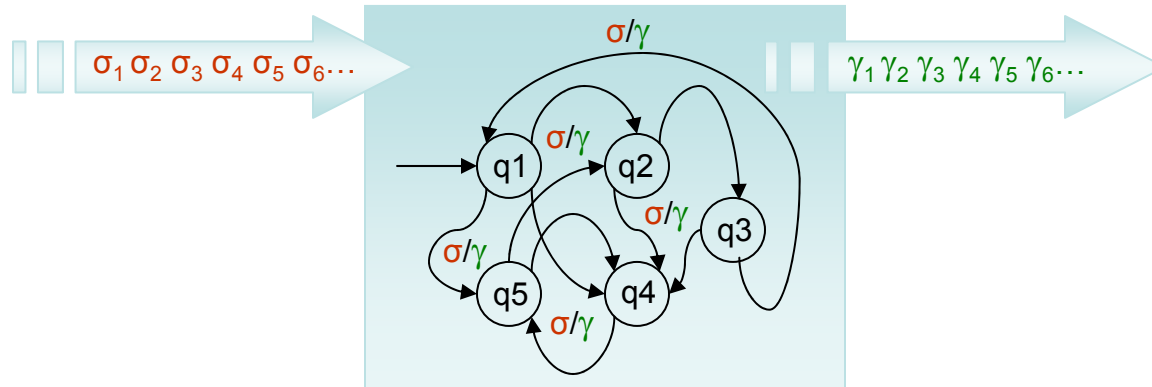 σ/γ
σ₁ σ₂ σ₃ σ₄ σ₅ σ₆…
γ₁ γ₂ γ₃ γ₄ γ₅ γ₆…
σ/γ
q1
q2
σ/γ
q3
σ/γ
q5
q4
σ/γ